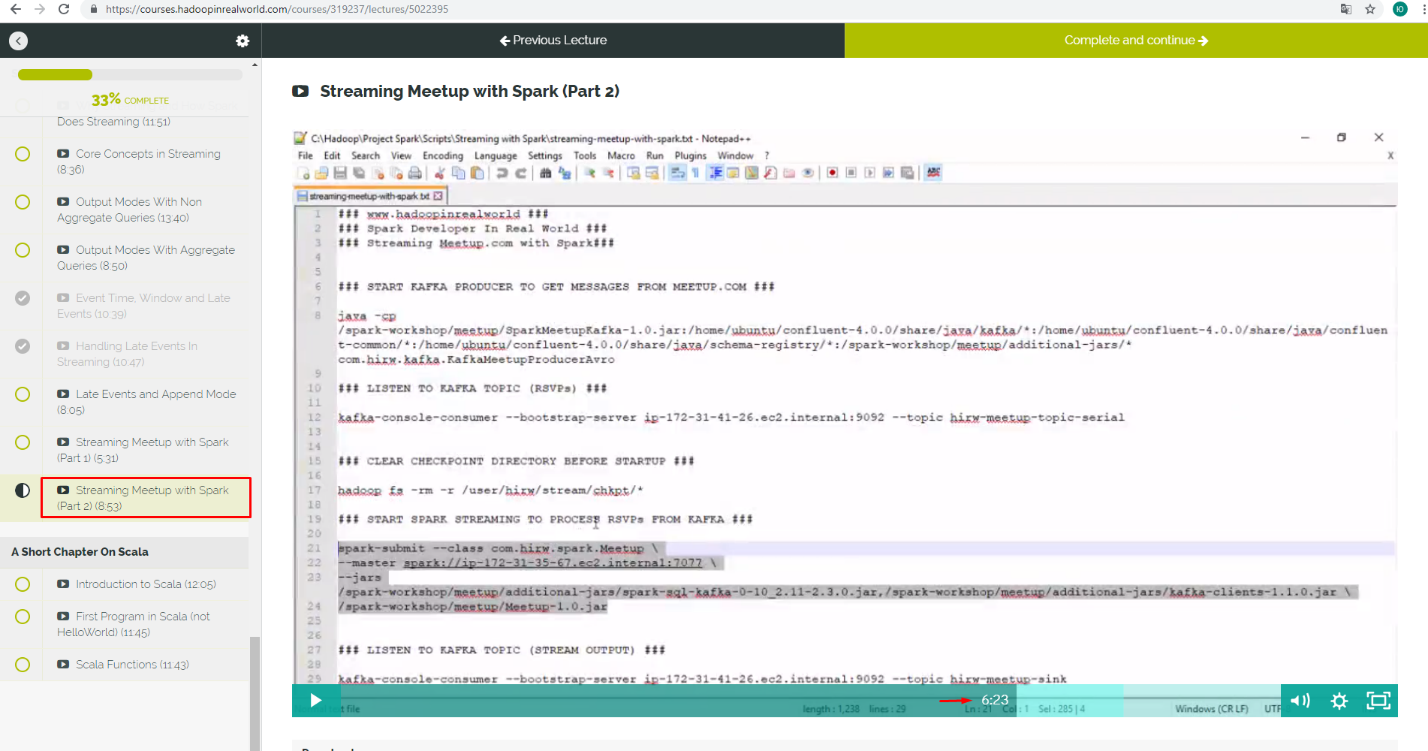 https://courses.hadoopinrealworld.com/courses/319237/lectures/5022395
Ю
Previous Lecture
Complete and continue
33% COMPLETE
Does Streaming (11:51)
Core Concepts in Streaming
(8:36)
Output Modes With Non
Aggregate Queries (13:40)
Output Modes With Aggregate
Queries (8:50)
Event Time, Window and Late
Events (10:39)
Handling Late Events In
Streaming (10:47)
Late Events and Append Mode
(8:05)
Streaming Meetup with Spark
(Part 1) (5:31)
Streaming Meetup with Spark
(Part 2) (8:53)
A Short Chapter On Scala
Introduction to Scala (12:05)
First Program in Scala (not
HelloWorld) (11:45)
Scala Functions (11:43)
Streaming Meetup with Spark (Part 2)
C:\Hadoop\Project Spark\Scripts\Streaming with Spark\streaming-meetup-with-spark.txt - Notepad++
File Edit Search View Encoding Language Settings Tools Macro Run Plugins Window ?
X
ABC
streaming-meetup-with-spark.txt
1 ### www.hadoopinrealworld ###
2 ### Spark Developer In Real World ###
3 ### Streaming Meetup.com with Spark###
4
5
6 ### START KAFKA PRODUCER TO GET MESSAGES FROM MEETUP.COM ###
7
8 java -cp
/spark-workshop/meetup/SparkMeetupKafka-1.0.jar:/home/ubuntu/confluent-4.0.0/share/java/kafka/*:/home/ubuntu/confluent-4.0.0/share/java/confluen
t-common/*:/home/ubuntu/confluent-4.0.0/share/java/schema-registry/*:/spark-workshop/meetup/additional-jars/*
com.hirw.kafka.KafkaMeetupProducerAvro
9
10 ### LISTEN TO KAFKA TOPIC (RSVPs) ###
11
12 kafka-console-consumer --bootstrap-server ip-172-31-41-26.ec2.internal:9092 --topic hirw-meetup-topic-serial
13
14
15 ### CLEAR CHECKPOINT DIRECTORY BEFORE STARTUP ###
16
17 hadoop fs -rm -r /user/hirw/stream/chkpt/*
18
19 ### START SPARK STREAMING TO PROCESS RSVPs FROM KAFKA ###
20
21 spark-submit --class com.hirw.spark.Meetup \
22 --master spark://ip-172-31-35-67.ec2.internal:7077 \
23 --jars
/spark-workshop/meetup/additional-jars/spark-sql-kafka-0-10_2.11-2.3.0.jar,/spark-workshop/meetup/additional-jars/kafka-clients-1.1.0.jar \
24 /spark-workshop/meetup/Meetup-1.0.jar
25
26
27 ### LISTEN TO KAFKA TOPIC (STREAM OUTPUT) ###
28
29 kafka-console-consumer --bootstrap-server ip-172-31-41-26.ec2.internal:9092 --topic hirw-meetup-sink
6:23
file length : 1,238 lines : 29 Ln : 21 Col : 1 Sel : 285 | 4 Windows (CR LF) UTF